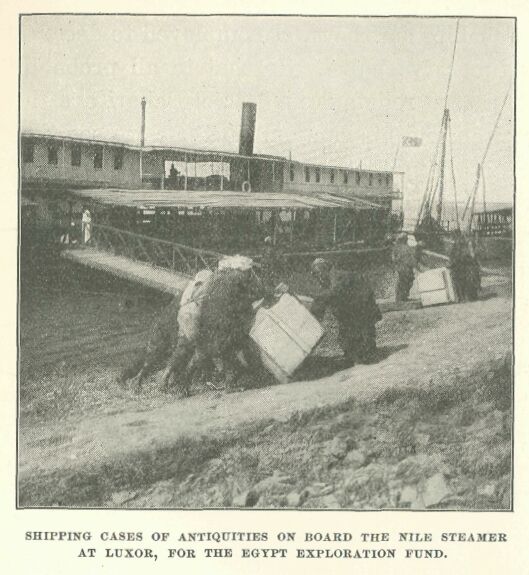 SHIPPING CASES OF ANTIQUITIES ON BOARD THE NILE STEAMER
AT LUXOR, FOR THE EGYPT EXPLORATION FUND.